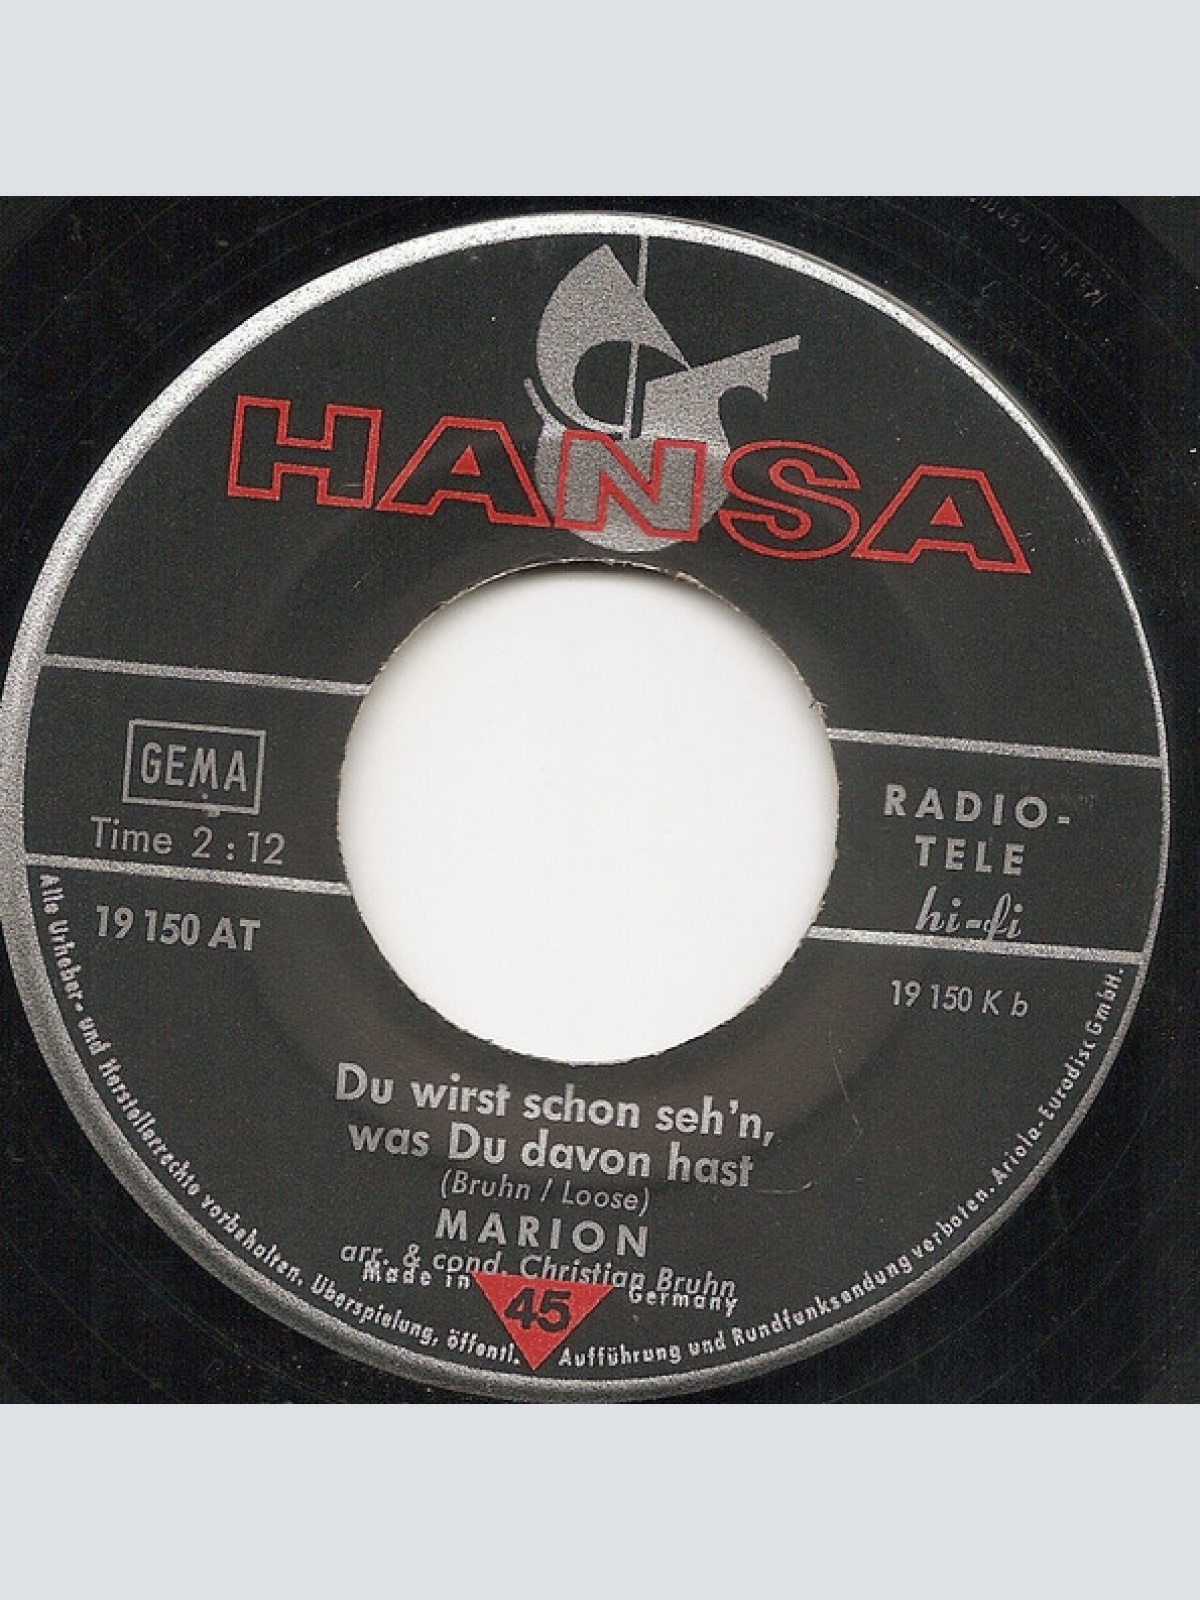 HANSA
GEMA
Time 2 : 12
RADIO-
TELE
hi-fi
19 150 AT
19 150 K b
Du wirst schon seh'n,
was Du davon hast
(Bruhn / Loose)
MARION
arr. & cond. Christian Bruhn
Made in 45 Germany
Alle Urheber- und Herstellerrechte vorbehalten. Überspielung, öffentl. Aufführung und Rundfunksendung verboten. Ariola-Eurodisc GmbH.